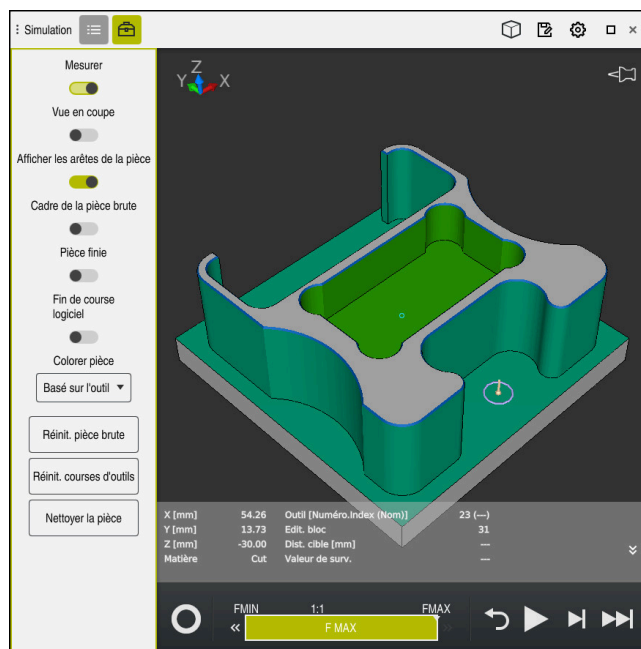 Simulation
Mesurer
Vue en coupe
Afficher les arêtes de la pièce
Cadre de la pièce brute
Pièce finie
Fin de course
logiciel
Colorer pièce
Basé sur l'outil
Réinit. pièce brute
Réinit. courses d'outils
Nettoyer la pièce
Z
Y X
X [mm] 54.26 Outil [Numéro.Index (Nom)] 23 (---)
Y [mm] 13.73 Edit. bloc 31
Z [mm] -30.00 Dist. cible [mm] ---
Matière Cut Valeur de surv. ---
FMIN 1:1 FMAX
F MAX